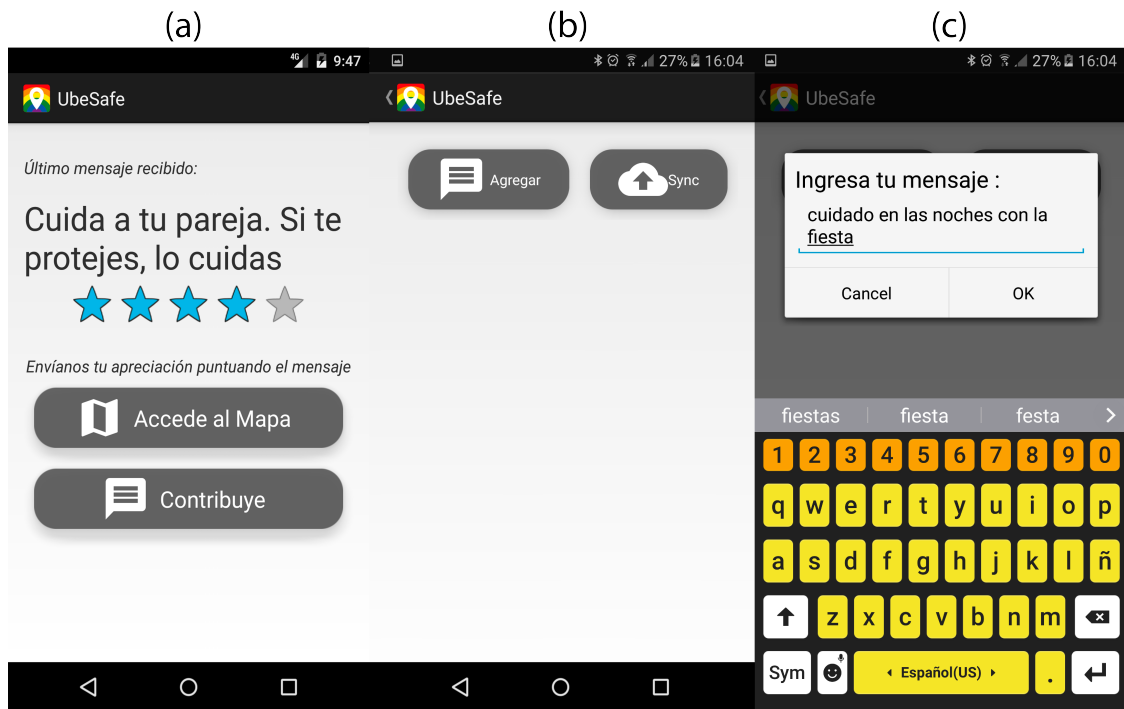 (a)
4G 9:47
UbeSafe
Último mensaje recibido:
Cuida a tu pareja. Si te
protejes, lo cuidas
Envíanos tu apreciación puntuando el mensaje
Accede al Mapa
Contribuye
(b)
27% 16:04
UbeSafe
Agregar
Sync
(c)
27% 16:04
UbeSafe
Ingresa tu mensaje :
cuidado en las noches con la
fiesta
Cancel OK
fiestas fiesta festa
1 2 3 4 5 6 7 8 9 0
q w e r t y u i o p
a s d f g h j k l ñ
z x c v b n m
Sym Español(US) .